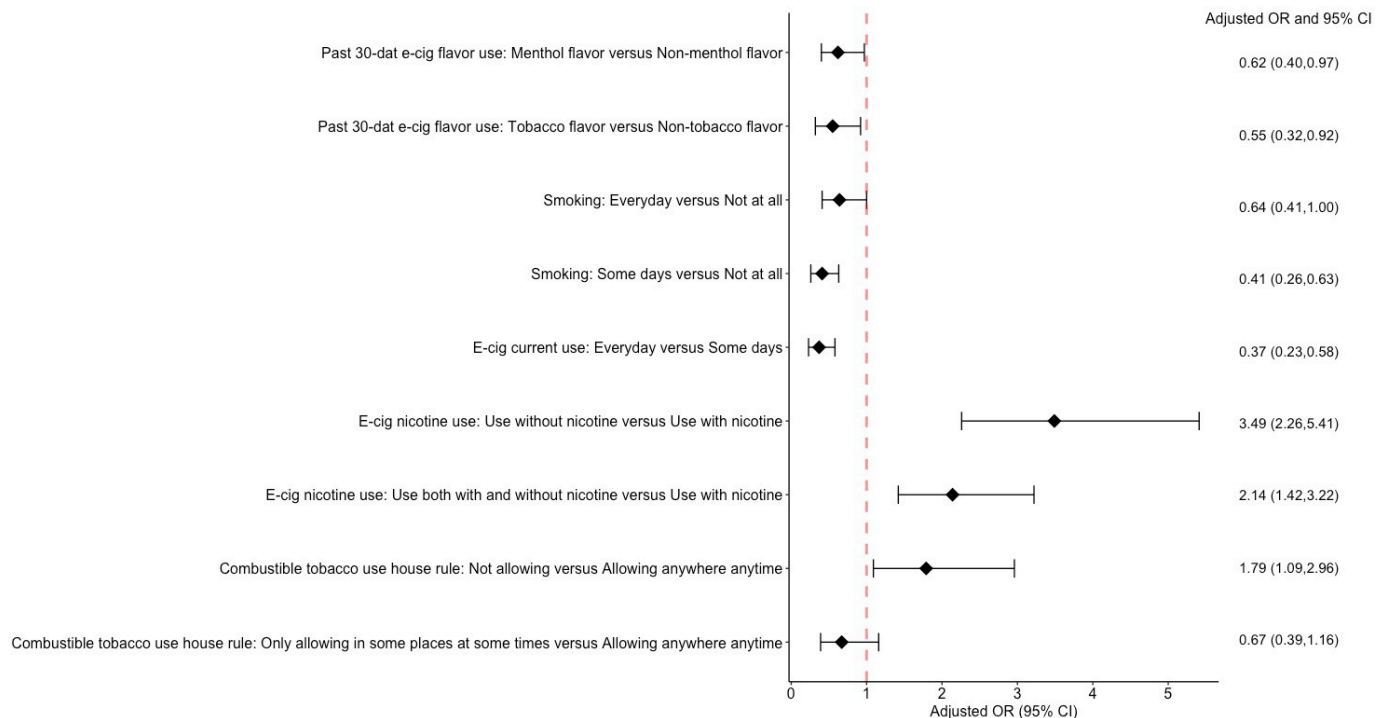 Adjusted OR and 95% CI
Past 30-dat e-cig flavor use: Menthol flavor versus Non-menthol flavor 0.62 (0.40,0.97)
Past 30-dat e-cig flavor use: Tobacco flavor versus Non-tobacco flavor 0.55 (0.32,0.92)
Smoking: Everyday versus Not at all 0.64 (0.41,1.00)
Smoking: Some days versus Not at all 0.41 (0.26,0.63)
E-cig current use: Everyday versus Some days 0.37 (0.23,0.58)
E-cig nicotine use: Use without nicotine versus Use with nicotine 3.49 (2.26,5.41)
E-cig nicotine use: Use both with and without nicotine versus Use with nicotine 2.14 (1.42,3.22)
Combustible tobacco use house rule: Not allowing versus Allowing anywhere anytime 1.79 (1.09,2.96)
Combustible tobacco use house rule: Only allowing in some places at some times versus Allowing anywhere anytime 0.67 (0.39,1.16)
0 1 2 3 4 5
Adjusted OR (95% CI)